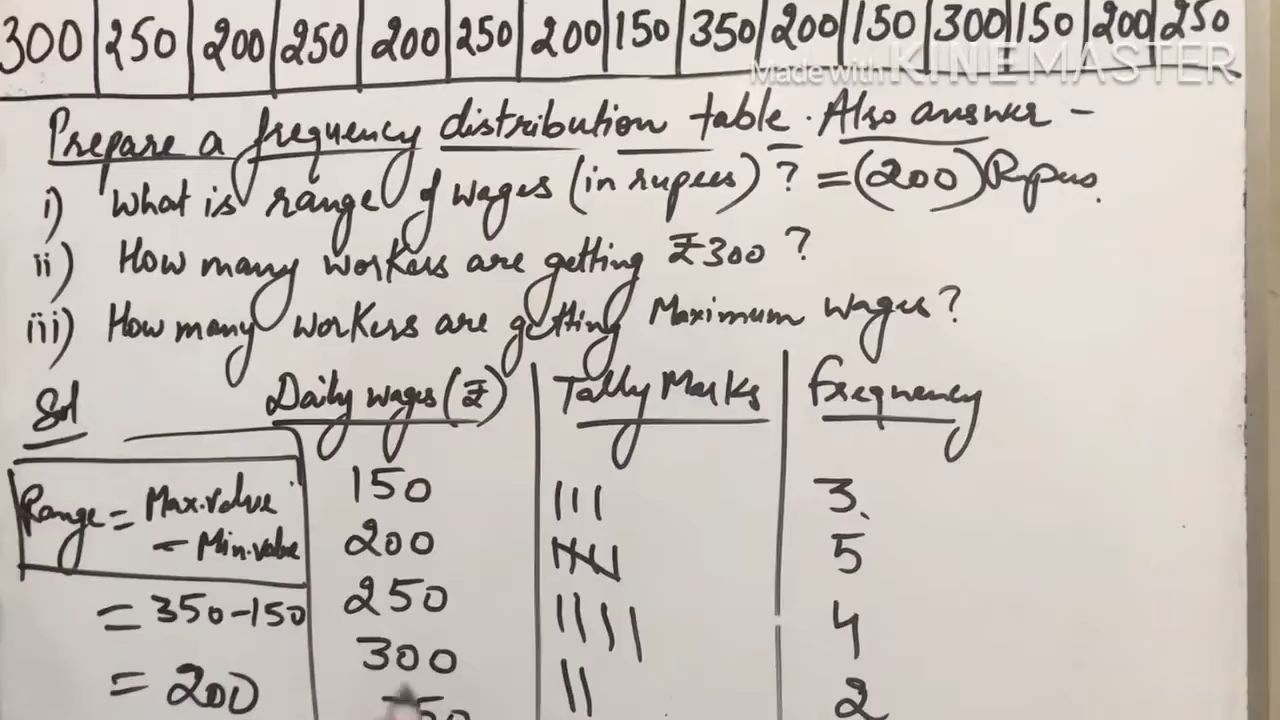 300 250 200 250 200 250 200 150 350 200 150 300 150 200 250
Made with KINEMASTER
Prepare a frequency distribution table. Also answer -
i) What is range of wages (in rupees) ? = (200) Rupees.
ii) How many workers are getting ₹300 ?
iii) How many workers are getting Maximum wages?
Sol Daily wages (₹) Tally Marks Frequency
150 ||| 3
Range = Max.value - Min.value
200 5
250 |||| 4
= 350-150
300 || 2
= 200